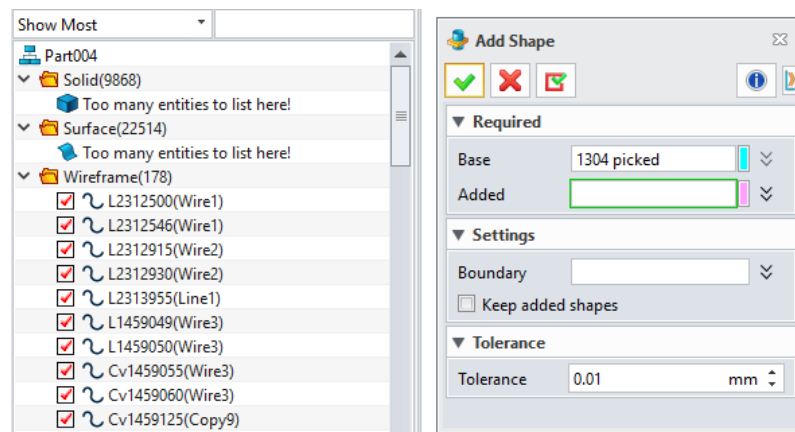 Show Most
Part004
Solid(9868)
Too many entities to list here!
Surface(22514)
Too many entities to list here!
Wireframe(178)
L2312500(Wire1)
L2312546(Wire1)
L2312915(Wire2)
L2312930(Wire2)
L2313955(Line1)
L1459049(Wire3)
L1459050(Wire3)
Cv1459055(Wire3)
Cv1459060(Wire3)
Cv1459125(Copy9)
Add Shape
Required
Base 1304 picked
Added
Settings
Boundary
Keep added shapes
Tolerance
Tolerance 0.01 mm